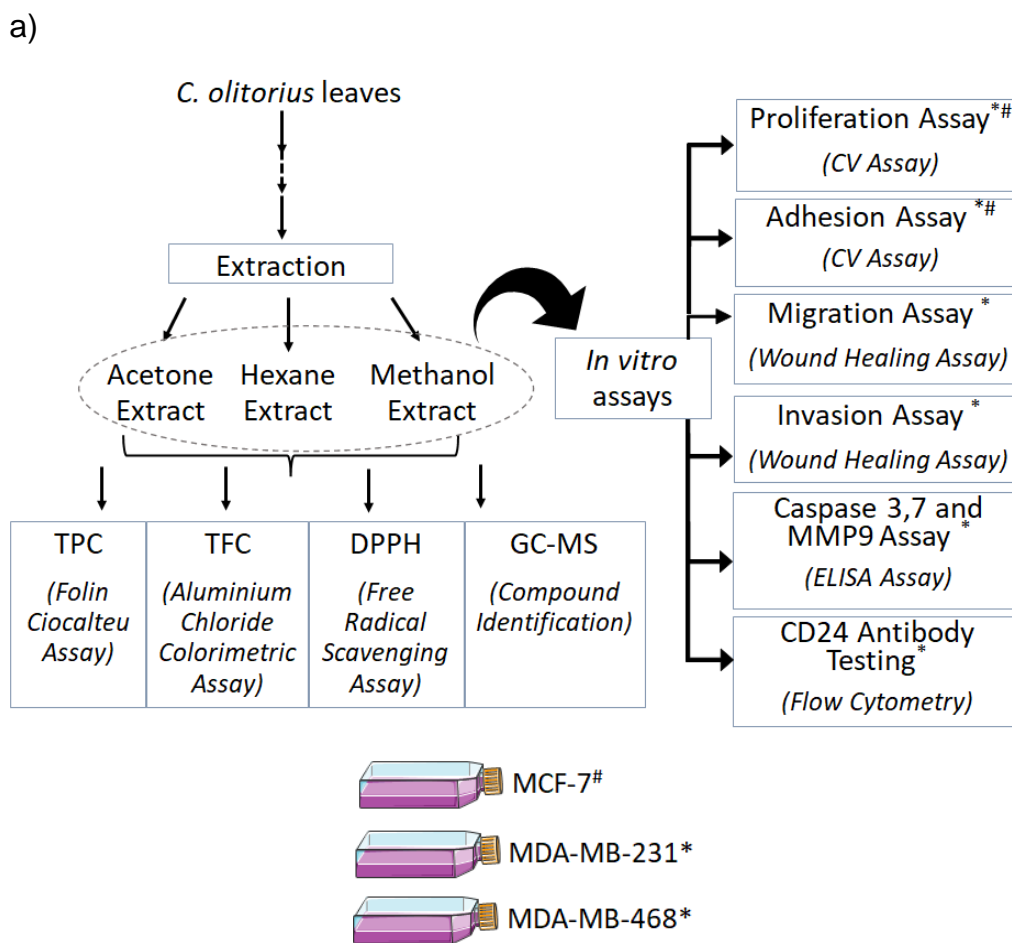 a)
C. olitorius leaves
Extraction
Acetone
Extract
Hexane
Extract
Methanol
Extract
TPC
(Folin
Ciocalteu
Assay)
TFC
(Aluminium
Chloride
Colorimetric
Assay)
DPPH
(Free
Radical
Scavenging
Assay)
GC-MS
(Compound
Identification)
In vitro
assays
Proliferation Assay*#
(CV Assay)
Adhesion Assay *#
(CV Assay)
Migration Assay *
(Wound Healing Assay)
Invasion Assay *
(Wound Healing Assay)
Caspase 3,7 and
MMP9 Assay *
(ELISA Assay)
CD24 Antibody
Testing*
(Flow Cytometry)
MCF-7#
MDA-MB-231*
MDA-MB-468*